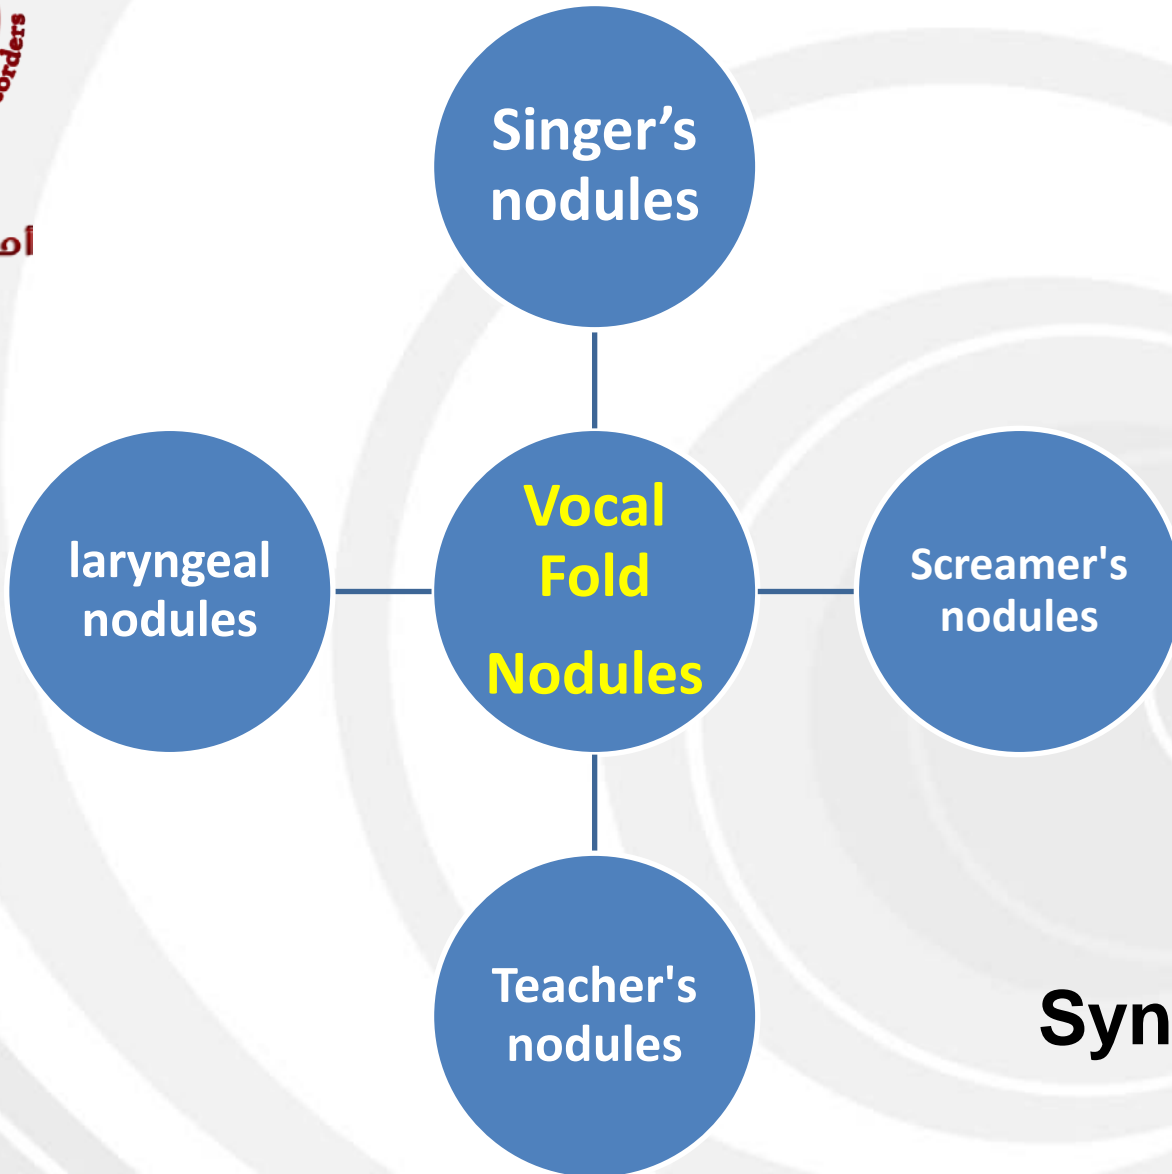 Singer’s
nodules
laryngeal
nodules
Vocal
Fold
Nodules
Screamer's
nodules
Teacher's
nodules
Syn